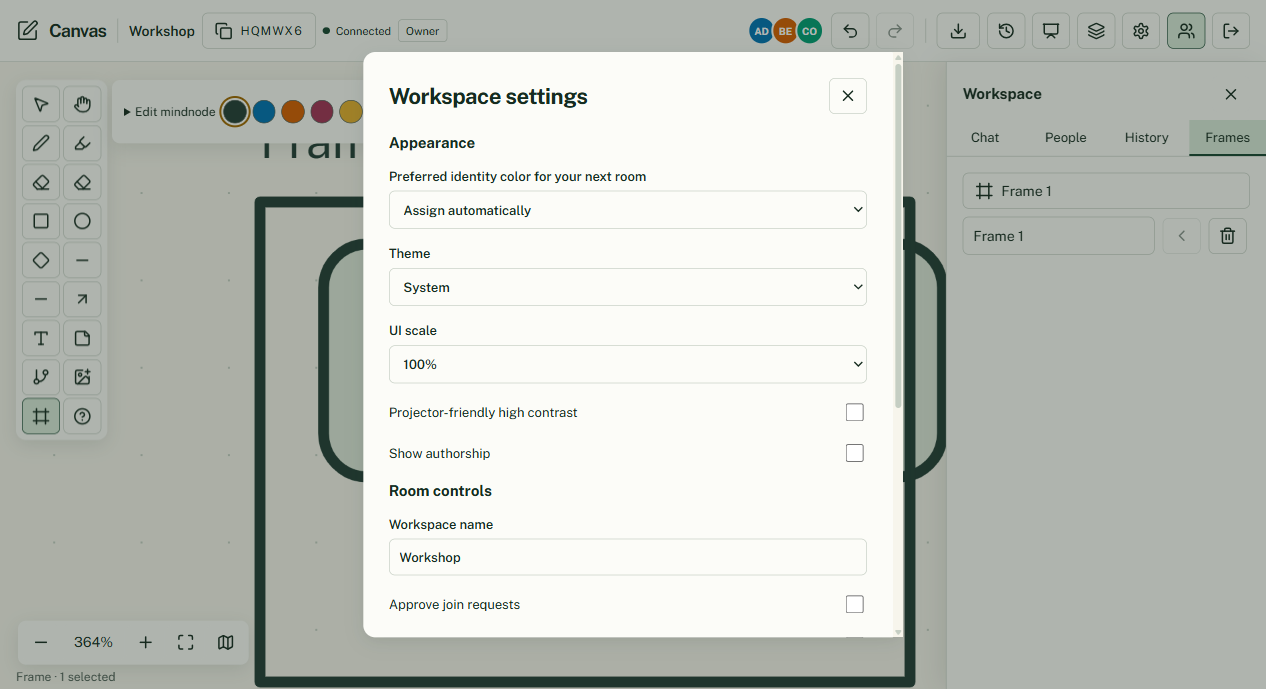 Canvas
Workshop
HQMWX6
Connected
Owner
AD
BE
CO
Edit mindnode
Workspace settings
Appearance
Preferred identity color for your next room
Assign automatically
Theme
System
UI scale
100%
Projector-friendly high contrast
Show authorship
Room controls
Workspace name
Workshop
Approve join requests
Workspace
Chat
People
History
Frames
Frame 1
Frame 1
364%
Frame · 1 selected